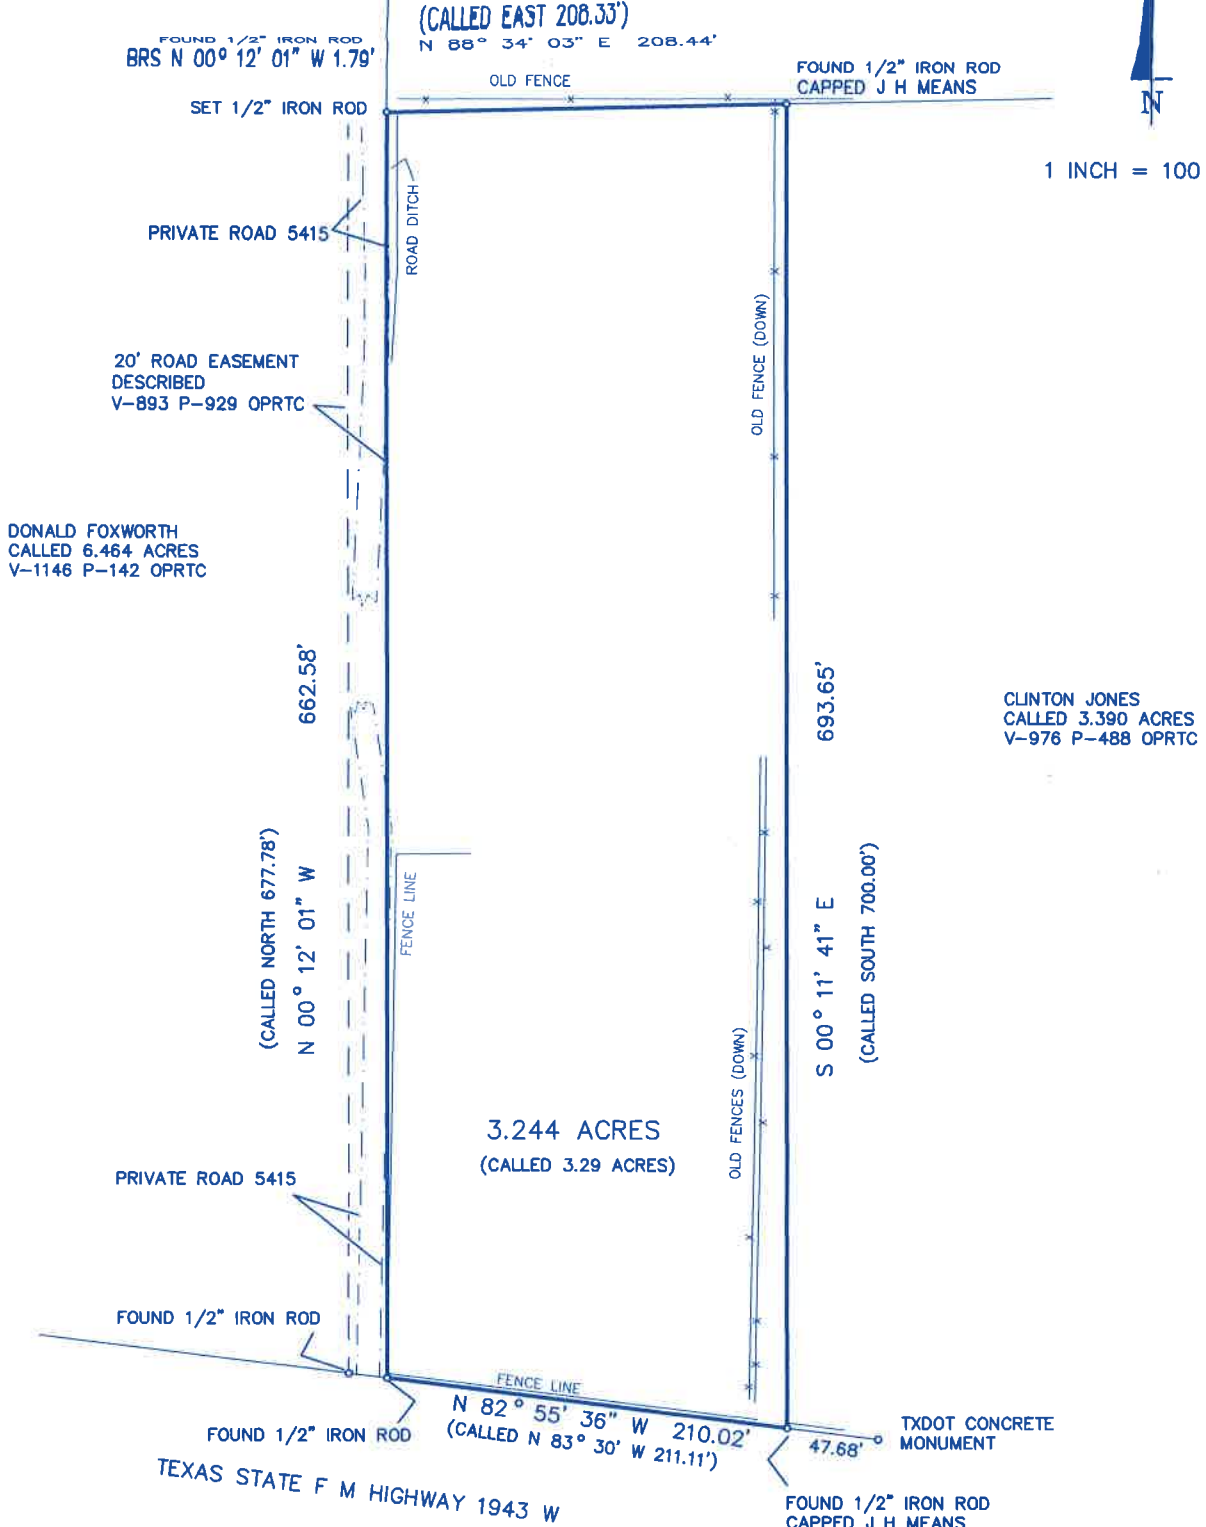 (CALLED EAST 208.33')
N 88° 34' 03" E 208.44'
FOUND 1/2" IRON ROD
BRS N 00° 12' 01" W 1.79'
SET 1/2" IRON ROD
OLD FENCE
FOUND 1/2" IRON ROD
CAPPED J H MEANS
N
1 INCH = 100
PRIVATE ROAD 5415
ROAD DITCH
OLD FENCE (DOWN)
20' ROAD EASEMENT
DESCRIBED
V-893 P-929 OPRTC
DONALD FOXWORTH
CALLED 6.464 ACRES
V-1146 P-142 OPRTC
662.58'
693.65'
CLINTON JONES
CALLED 3.390 ACRES
V-976 P-488 OPRTC
(CALLED NORTH 677.78')
N 00° 12' 01" W
FENCE LINE
S 00° 11' 41" E
(CALLED SOUTH 700.00')
OLD FENCES (DOWN)
3.244 ACRES
(CALLED 3.29 ACRES)
PRIVATE ROAD 5415
FOUND 1/2" IRON ROD
FENCE LINE
N 82° 55' 36" W 210.02'
(CALLED N 83° 30' W 211.11')
FOUND 1/2" IRON ROD
47.68'
TXDOT CONCRETE
MONUMENT
TEXAS STATE F M HIGHWAY 1943 W
FOUND 1/2" IRON ROD
CAPPED J H MEANS